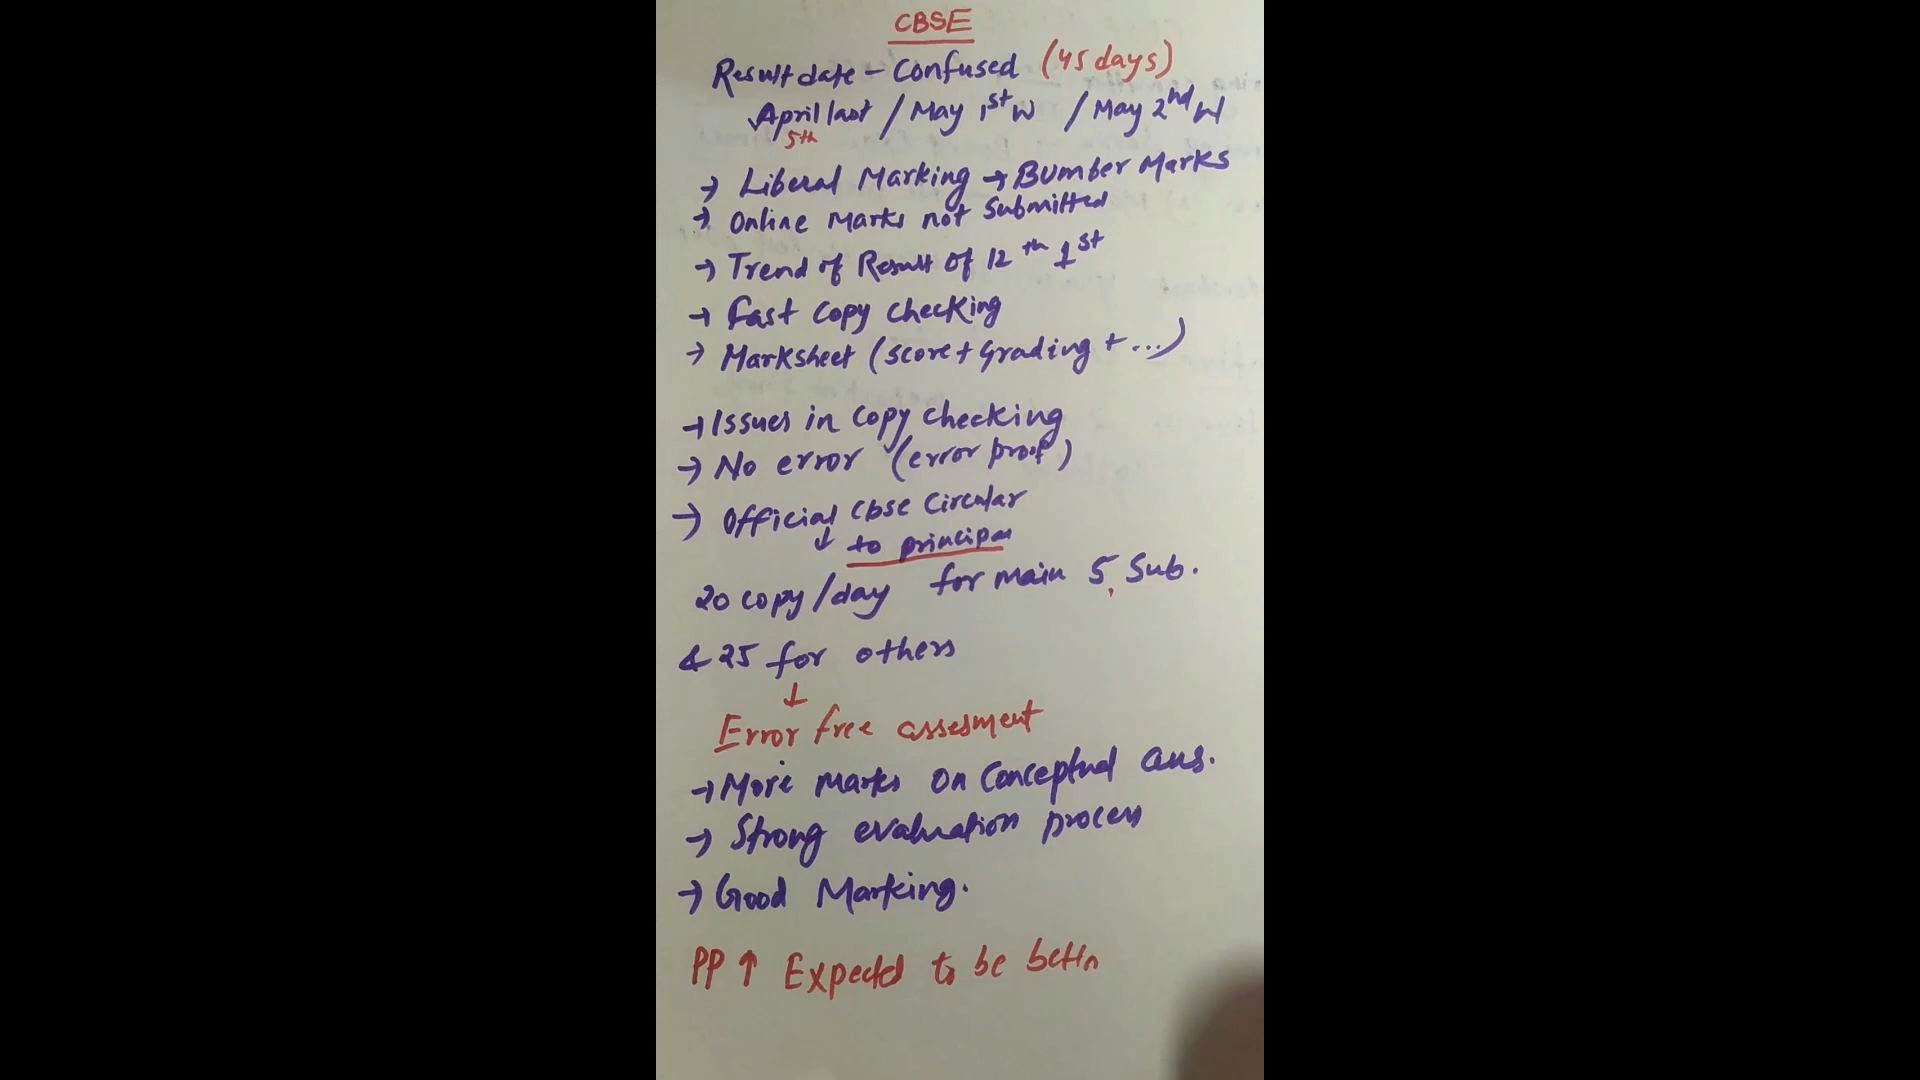 CBSE
Result date - Confused (45 days)
April last / May 1st W / May 2nd W
5th
→ Liberal Marking → Bumber Marks
→ Online Marks not Submitted
→ Trend of Result of 12th 1st
→ Fast Copy checking
→ Marksheet (score + Grading + ...)
→ Issues in Copy checking
→ No error (error proof)
→ Official Cbse Circular
↓ to principal
20 copy/day for main 5 Sub.
& 25 for others
↓
Error free assesment
→ More marks on Conceptual ans.
→ Strong evaluation process
→ Good Marking.
PP ↑ Expected to be better